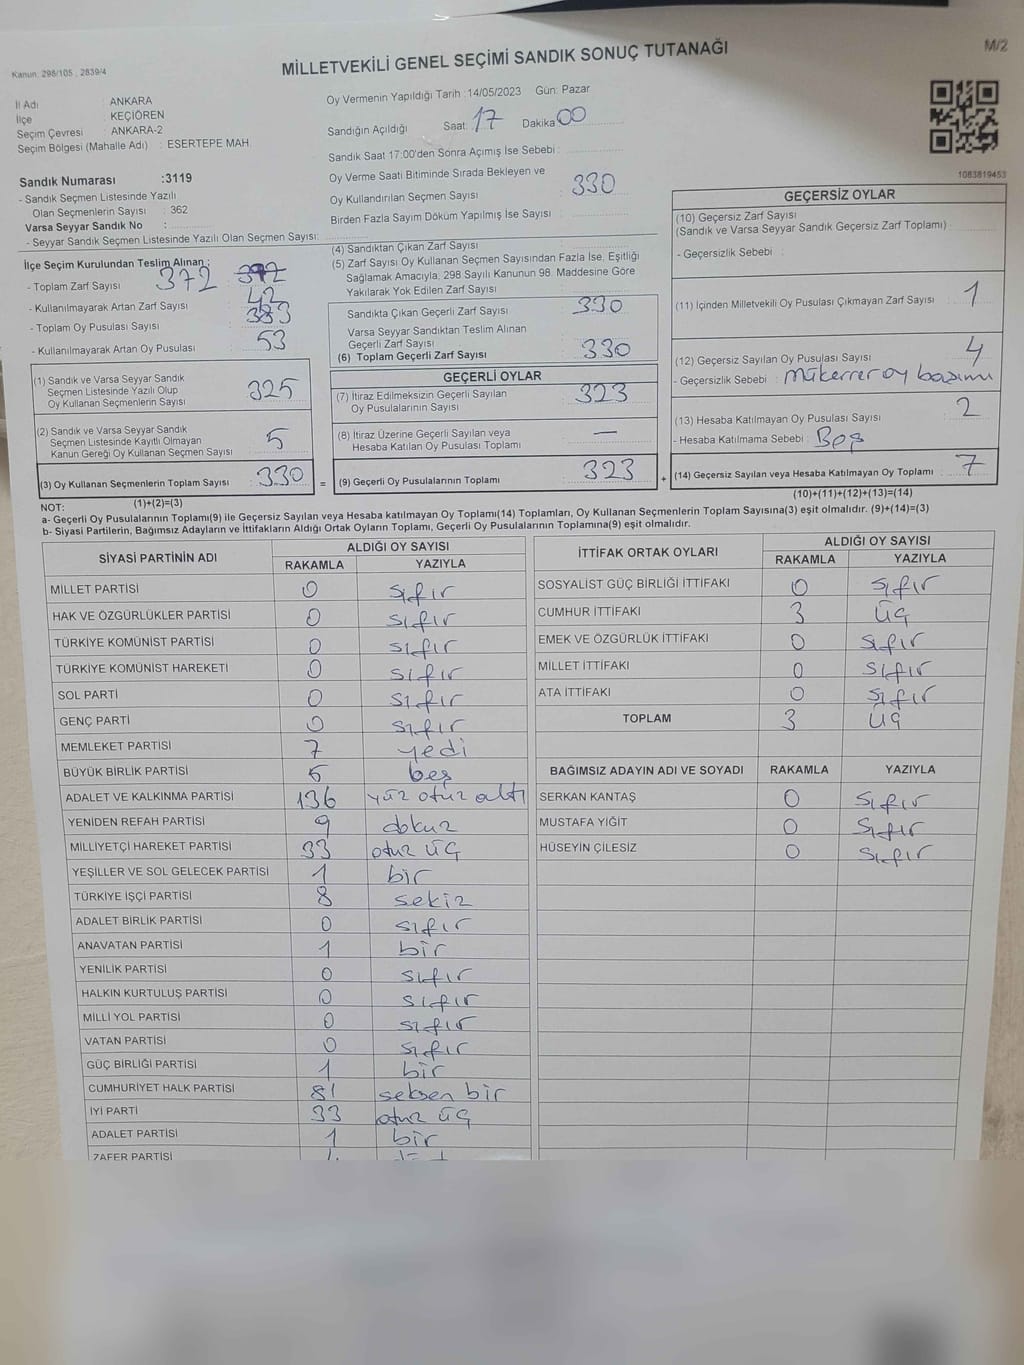 Kanun: 298/105 , 2839/4
MİLLETVEKİLİ GENEL SEÇİMİ SANDIK SONUÇ TUTANAĞI
M/2
İl Adı : ANKARA
İlçe : KEÇİÖREN
Seçim Çevresi : ANKARA-2
Seçim Bölgesi (Mahalle Adı) : ESERTEPE MAH.
Oy Vermenin Yapıldığı Tarih :14/05/2023 Gün: Pazar
Sandığın Açıldığı Saat: 17 Dakika 00
Sandık Saat 17:00'den Sonra Açımış İse Sebebi :
Oy Verme Saati Bitiminde Sırada Bekleyen ve
Oy Kullandırılan Seçmen Sayısı : 330
Birden Fazla Sayım Döküm Yapılmış İse Sayısı :
1083819453
Sandık Numarası :3119
- Sandık Seçmen Listesinde Yazılı
Olan Seçmenlerin Sayısı : 362
Varsa Seyyar Sandık No :
- Seyyar Sandık Seçmen Listesinde Yazılı Olan Seçmen Sayısı:
İlçe Seçim Kurulundan Teslim Alınan :
- Toplam Zarf Sayısı : 372
- Kullanılmayarak Artan Zarf Sayısı : 42
- Toplam Oy Pusulası Sayısı : 383
- Kullanılmayarak Artan Oy Pusulası : 53
(4) Sandıktan Çıkan Zarf Sayısı :
(5) Zarf Sayısı Oy Kullanan Seçmen Sayısından Fazla İse, Eşitliği
Sağlamak Amacıyla, 298 Sayılı Kanunun 98. Maddesine Göre
Yakılarak Yok Edilen Zarf Sayısı :
Sandıkta Çıkan Geçerli Zarf Sayısı : 330
Varsa Seyyar Sandıktan Teslim Alınan
Geçerli Zarf Sayısı :
(6) Toplam Geçerli Zarf Sayısı : 330
GEÇERSİZ OYLAR
(10) Geçersiz Zarf Sayısı
(Sandık ve Varsa Seyyar Sandık Geçersiz Zarf Toplamı) :
- Geçersizlik Sebebi :
(11) İçinden Milletvekili Oy Pusulası Çıkmayan Zarf Sayısı : 1
(12) Geçersiz Sayılan Oy Pusulası Sayısı : 4
- Geçersizlik Sebebi : mükerrer oy basımı
(13) Hesaba Katılmayan Oy Pusulası Sayısı : 2
- Hesaba Katılmama Sebebi : Boş
(14) Geçersiz Sayılan veya Hesaba Katılmayan Oy Toplamı : 7
(10)+(11)+(12)+(13)=(14)
(1) Sandık ve Varsa Seyyar Sandık
Seçmen Listesinde Yazılı Olup
Oy Kullanan Seçmenlerin Sayısı : 325
(2) Sandık ve Varsa Seyyar Sandık
Seçmen Listesinde Kayıtlı Olmayan
Kanun Gereği Oy Kullanan Seçmen Sayısı : 5
(3) Oy Kullanan Seçmenlerin Toplam Sayısı : 330 =
(1)+(2)=(3)
GEÇERLİ OYLAR
(7) İtiraz Edilmeksizin Geçerli Sayılan
Oy Pusulalarının Sayısı : 323
(8) İtiraz Üzerine Geçerli Sayılan veya
Hesaba Katılan Oy Pusulası Toplamı : —
(9) Geçerli Oy Pusulalarının Toplamı : 323 +
NOT:
a- Geçerli Oy Pusulalarının Toplamı(9) ile Geçersiz Sayılan veya Hesaba katılmayan Oy Toplamı(14) Toplamları, Oy Kullanan Seçmenlerin Toplam Sayısına(3) eşit olmalıdır. (9)+(14)=(3)
b- Siyasi Partilerin, Bağımsız Adayların ve İttifakların Aldığı Ortak Oyların Toplamı, Geçerli Oy Pusulalarının Toplamına(9) eşit olmalıdır.
SİYASİ PARTİNİN ADI ALDIĞI OY SAYISI
RAKAMLA YAZIYLA
MİLLET PARTİSİ 0 sıfır
HAK VE ÖZGÜRLÜKLER PARTİSİ 0 sıfır
TÜRKİYE KOMÜNİST PARTİSİ 0 sıfır
TÜRKİYE KOMÜNİST HAREKETİ 0 sıfır
SOL PARTİ 0 sıfır
GENÇ PARTİ 0 sıfır
MEMLEKET PARTİSİ 7 yedi
BÜYÜK BİRLİK PARTİSİ 5 beş
ADALET VE KALKINMA PARTİSİ 136 yüz otuz altı
YENİDEN REFAH PARTİSİ 9 dokuz
MİLLİYETÇİ HAREKET PARTİSİ 33 otuz üç
YEŞİLLER VE SOL GELECEK PARTİSİ 1 bir
TÜRKİYE İŞÇİ PARTİSİ 8 sekiz
ADALET BİRLİK PARTİSİ 0 sıfır
ANAVATAN PARTİSİ 1 bir
YENİLİK PARTİSİ 0 sıfır
HALKIN KURTULUŞ PARTİSİ 0 sıfır
MİLLİ YOL PARTİSİ 0 sıfır
VATAN PARTİSİ 0 sıfır
GÜÇ BİRLİĞİ PARTİSİ 1 bir
CUMHURİYET HALK PARTİSİ 81 seksen bir
İYİ PARTİ 33 otuz üç
ADALET PARTİSİ 1 bir
ZAFER PARTİSİ
İTTİFAK ORTAK OYLARI ALDIĞI OY SAYISI
RAKAMLA YAZIYLA
SOSYALİST GÜÇ BİRLİĞİ İTTİFAKI 0 sıfır
CUMHUR İTTİFAKI 3 üç
EMEK VE ÖZGÜRLÜK İTTİFAKI 0 sıfır
MİLLET İTTİFAKI 0 sıfır
ATA İTTİFAKI 0 sıfır
TOPLAM 3 üç
BAĞIMSIZ ADAYIN ADI VE SOYADI RAKAMLA YAZIYLA
SERKAN KANTAŞ 0 sıfır
MUSTAFA YİĞİT 0 sıfır
HÜSEYİN ÇİLESİZ 0 sıfır